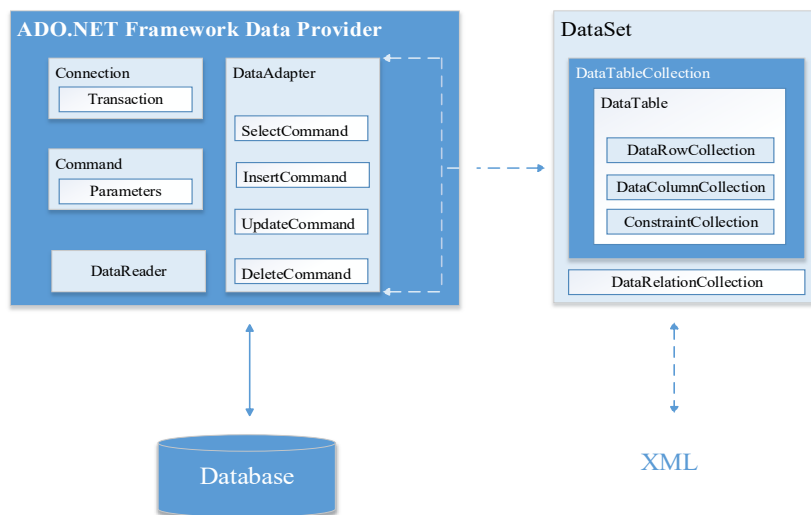 ADO.NET Framework Data Provider
Connection
Transaction
Command
Parameters
DataReader
DataAdapter
SelectCommand
InsertCommand
UpdateCommand
DeleteCommand
DataSet
DataTableCollection
DataTable
DataRowCollection
DataColumnCollection
ConstraintCollection
DataRelationCollection
Database
XML